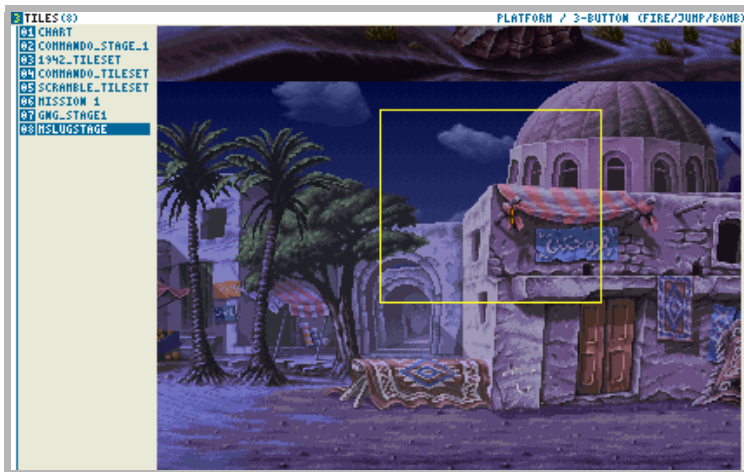 3 TILES(8)
PLATFORM / 3-BUTTON (FIRE/JUMP/BOMB)
01 CHART
02 COMMANDO_STAGE_1
03 1942_TILESET
04 COMMANDO_TILESET
05 SCRAMBLE_TILESET
06 MISSION 1
07 GNG_STAGE1
08 MSLUGSTAGE